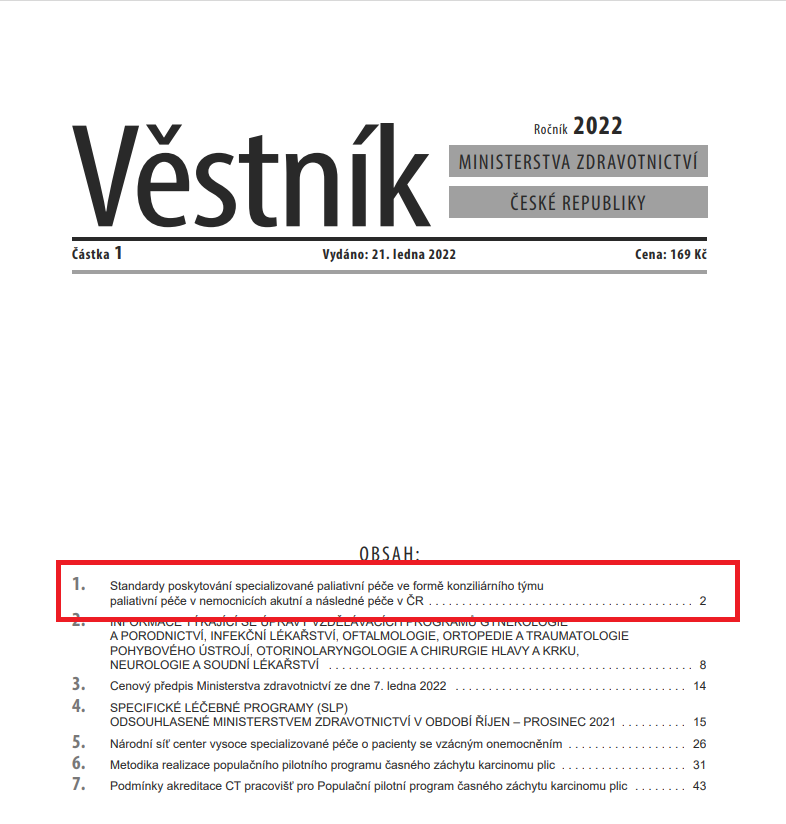 Věstník
Ročník 2022
MINISTERSTVA ZDRAVOTNICTVÍ
ČESKÉ REPUBLIKY
Částka 1 Vydáno: 21. ledna 2022 Cena: 169 Kč
OBSAH:
1. Standardy poskytování specializované paliativní péče ve formě konziliárního týmu
paliativní péče v nemocnicích akutní a následné péče v ČR . . . . . . . . . . . . . . . . . . . . . . . . . . . . . . . . . . . . . . . 2
2. INFORMACE TÝKAJÍCÍ SE ÚPRAVY VZDĚLÁVACÍCH PROGRAMŮ GYNEKOLOGIE
A PORODNICTVÍ, INFEKČNÍ LÉKAŘSTVÍ, OFTALMOLOGIE, ORTOPEDIE A TRAUMATOLOGIE
POHYBOVÉHO ÚSTROJÍ, OTORINOLARYNGOLOGIE A CHIRURGIE HLAVY A KRKU,
NEUROLOGIE A SOUDNÍ LÉKAŘSTVÍ . . . . . . . . . . . . . . . . . . . . . . . . . . . . . . . . . . . . . . . . . . . . . . . . . . . . . 8
3. Cenový předpis Ministerstva zdravotnictví ze dne 7. ledna 2022 . . . . . . . . . . . . . . . . . . . . . . . . . . . . . . . . . . 14
4. SPECIFICKÉ LÉČEBNÉ PROGRAMY (SLP)
ODSOUHLASENÉ MINISTERSTVEM ZDRAVOTNICTVÍ V OBDOBÍ ŘÍJEN – PROSINEC 2021 . . . . . . . . . . 15
5. Národní síť center vysoce specializované péče o pacienty se vzácným onemocněním . . . . . . . . . . . . . . . . . . 26
6. Metodika realizace populačního pilotního programu časného záchytu karcinomu plic . . . . . . . . . . . . . . . . . . . 31
7. Podmínky akreditace CT pracovišť pro Populační pilotní program časného záchytu karcinomu plic . . . . . . . . 43